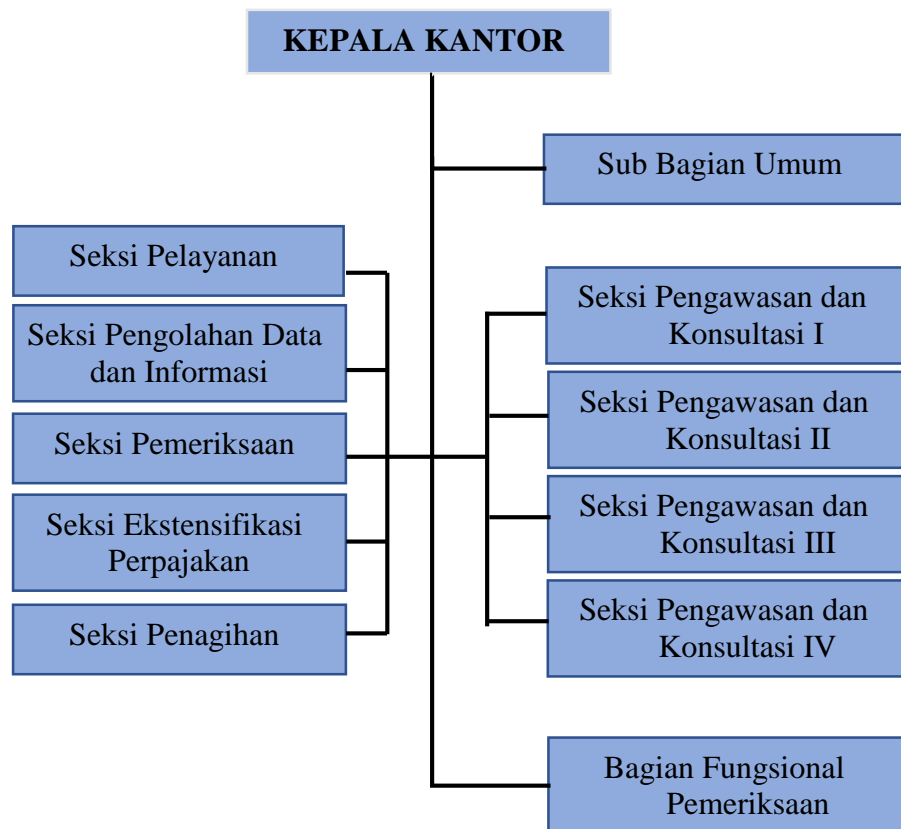 KEPALA KANTOR
Sub Bagian Umum
Seksi Pelayanan
Seksi Pengolahan Data
dan Informasi
Seksi Pemeriksaan
Seksi Ekstensifikasi
Perpajakan
Seksi Penagihan
Seksi Pengawasan dan
Konsultasi I
Seksi Pengawasan dan
Konsultasi II
Seksi Pengawasan dan
Konsultasi III
Seksi Pengawasan dan
Konsultasi IV
Bagian Fungsional
Pemeriksaan